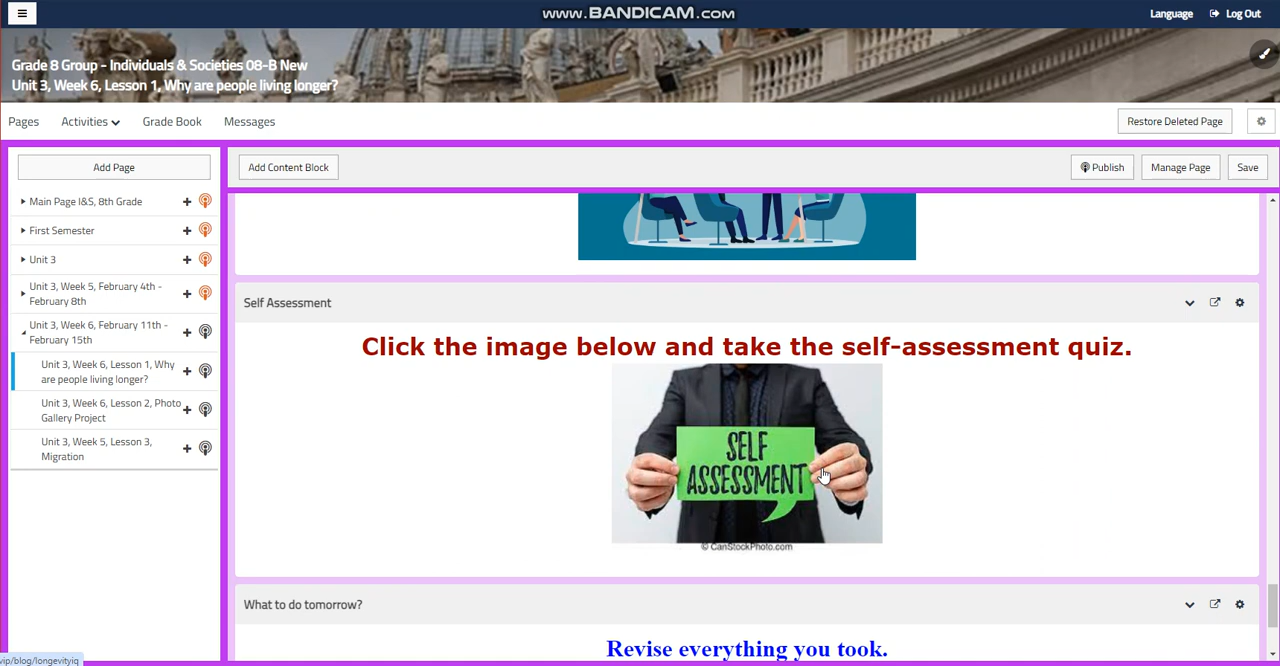 www.BANDICAM.com
Language
Log Out
Grade 8 Group - Individuals & Societies 08-B New
Unit 3, Week 6, Lesson 1, Why are people living longer?
Pages
Activities
Grade Book
Messages
Restore Deleted Page
Add Page
Add Content Block
Publish
Manage Page
Save
Main Page I&S, 8th Grade
First Semester
Unit 3
Unit 3, Week 5, February 4th -
February 8th
Unit 3, Week 6, February 11th -
February 15th
Unit 3, Week 6, Lesson 1, Why
are people living longer?
Unit 3, Week 6, Lesson 2, Photo
Gallery Project
Unit 3, Week 5, Lesson 3,
Migration
Self Assessment
Click the image below and take the self-assessment quiz.
SELF
ASSESSMENT
© CanStockPhoto.com
What to do tomorrow?
Revise everything you took.
vip/blog/longevityiq